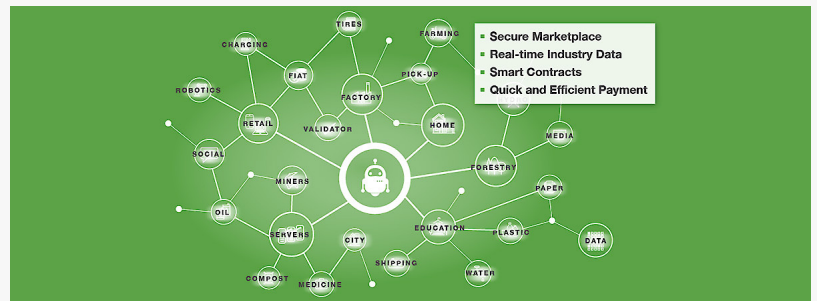 TIRES
FARMING
CHARGING
Secure Marketplace
Real-time Industry Data
Smart Contracts
Quick and Efficient Payment
FIAT
PICK-UP
ROBOTICS
FACTORY
RETAIL
VALIDATOR
HOME
MEDIA
SOCIAL
FORESTRY
MINERS
PAPER
OIL
EDUCATION
PLASTIC
SERVERS
CITY
DATA
SHIPPING
WATER
COMPOST
MEDICINE